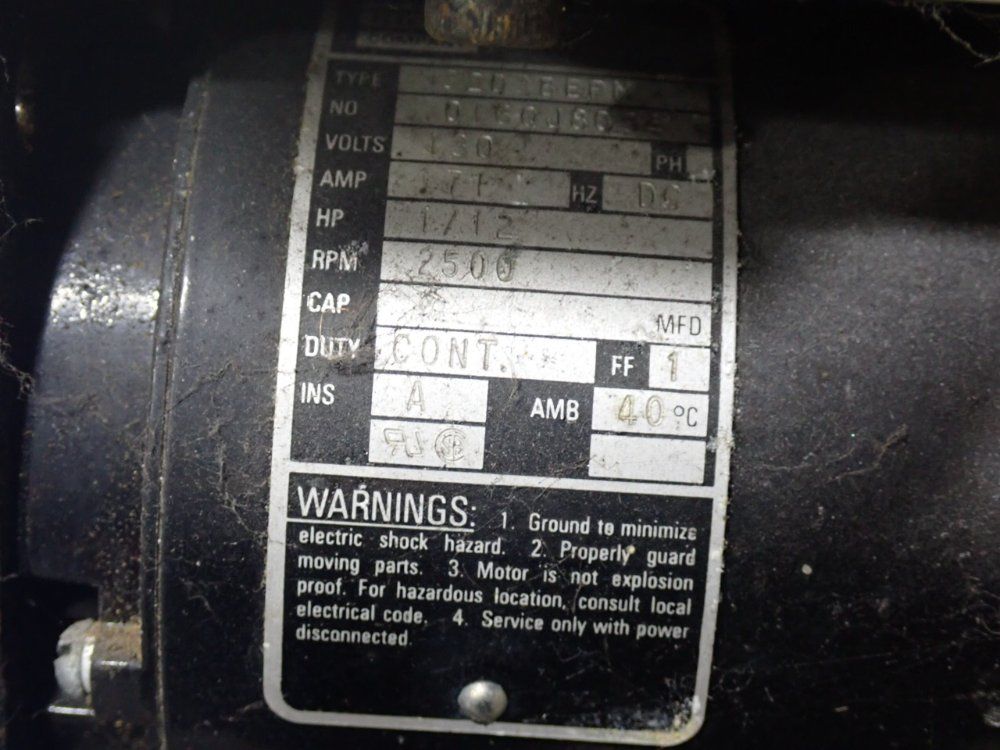 TYPE
NO
VOLTS 130 PH
AMP .71 HZ DC
HP 1/12
RPM 2500
CAP MFD
DUTY CONT. FF 1
INS A AMB 40 °C
WARNINGS: 1. Ground to minimize
electric shock hazard. 2. Properly guard
moving parts. 3. Motor is not explosion
proof. For hazardous location, consult local
electrical code. 4. Service only with power
disconnected.